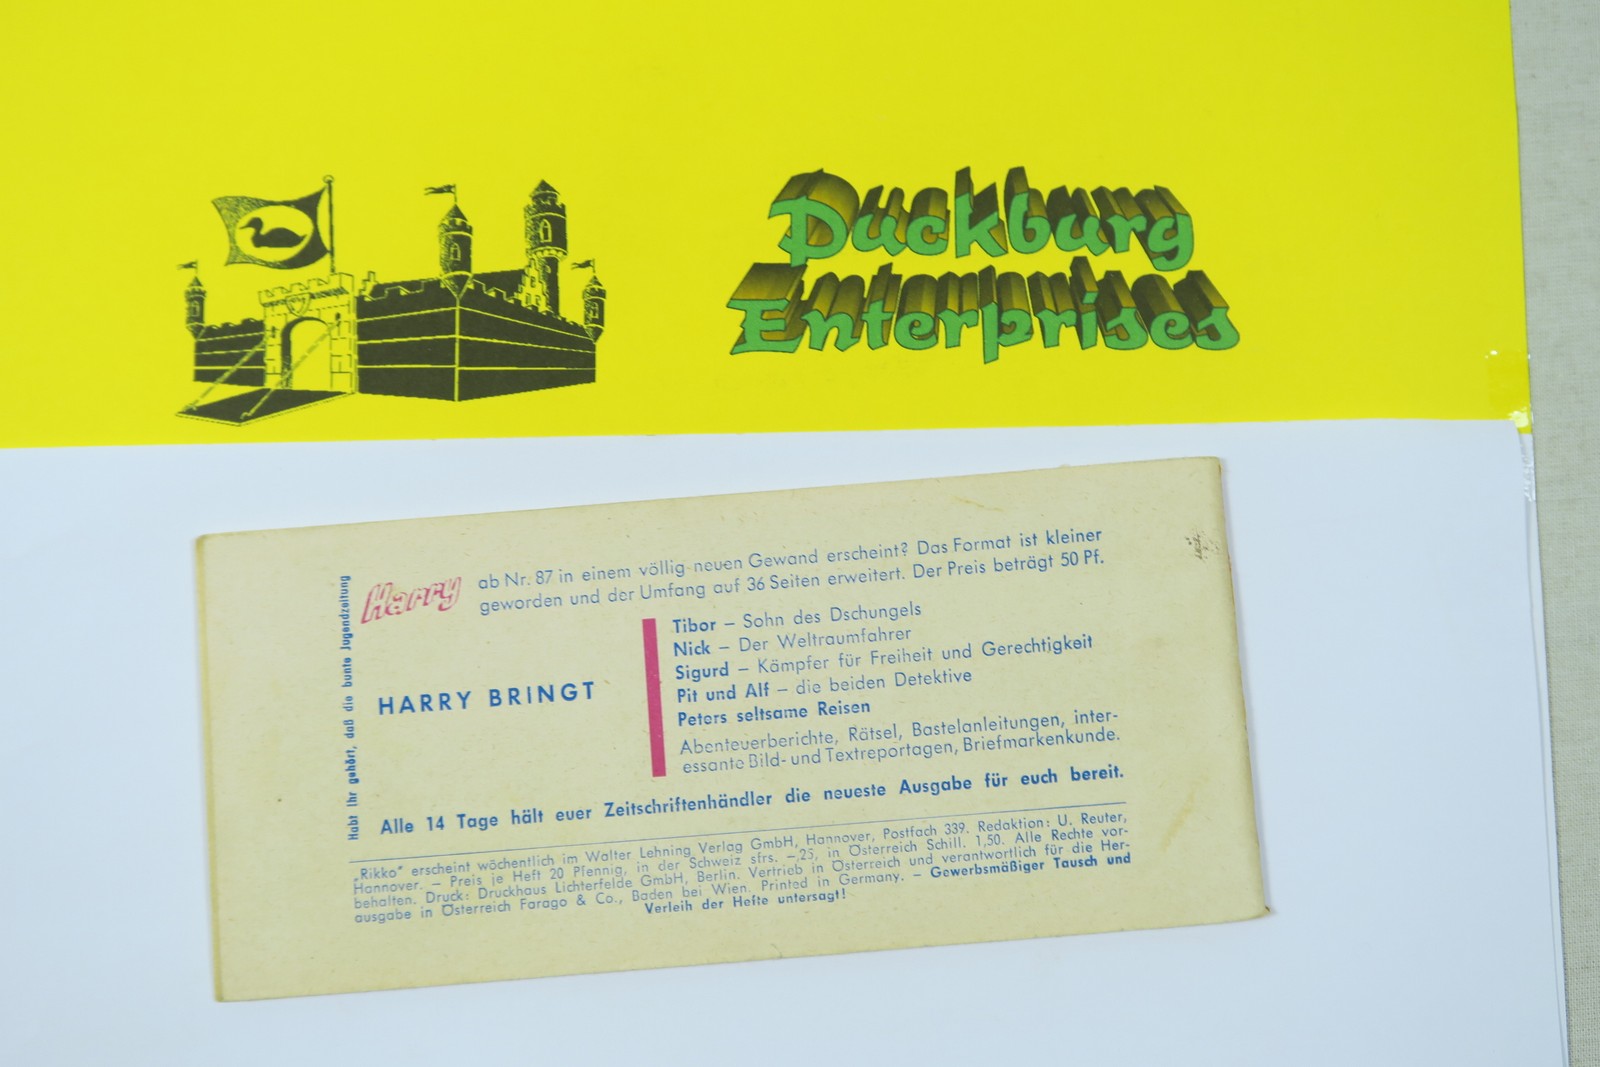 Duckburg
Enterprises
Habt ihr gehört, daß die bunte Jugendzeitung
Harry
ab Nr. 87 in einem völlig neuen Gewand erscheint? Das Format ist kleiner
geworden und der Umfang auf 36 Seiten erweitert. Der Preis beträgt 50 Pf.
HARRY BRINGT
Tibor – Sohn des Dschungels
Nick – Der Weltraumfahrer
Sigurd – Kämpfer für Freiheit und Gerechtigkeit
Pit und Alf – die beiden Detektive
Peters seltsame Reisen
Abenteuerberichte, Rätsel, Bastelanleitungen, inter-
essante Bild- und Textreportagen, Briefmarkenkunde.
Alle 14 Tage hält euer Zeitschriftenhändler die neueste Ausgabe für euch bereit.
„Rikko“ erscheint wöchentlich im Walter Lehning Verlag GmbH, Hannover, Postfach 339. Redaktion: U. Reuter,
Hannover. – Preis je Heft 20 Pfennig, in der Schweiz sfrs. –,25, in Österreich Schill. 1,50. Alle Rechte vor-
behalten. Druck: Druckhaus Lichterfelde GmbH, Berlin. Vertrieb in Österreich und verantwortlich für die Her-
ausgabe in Österreich Farago & Co., Baden bei Wien. Printed in Germany. – Gewerbsmäßiger Tausch und
Verleih der Hefte untersagt!